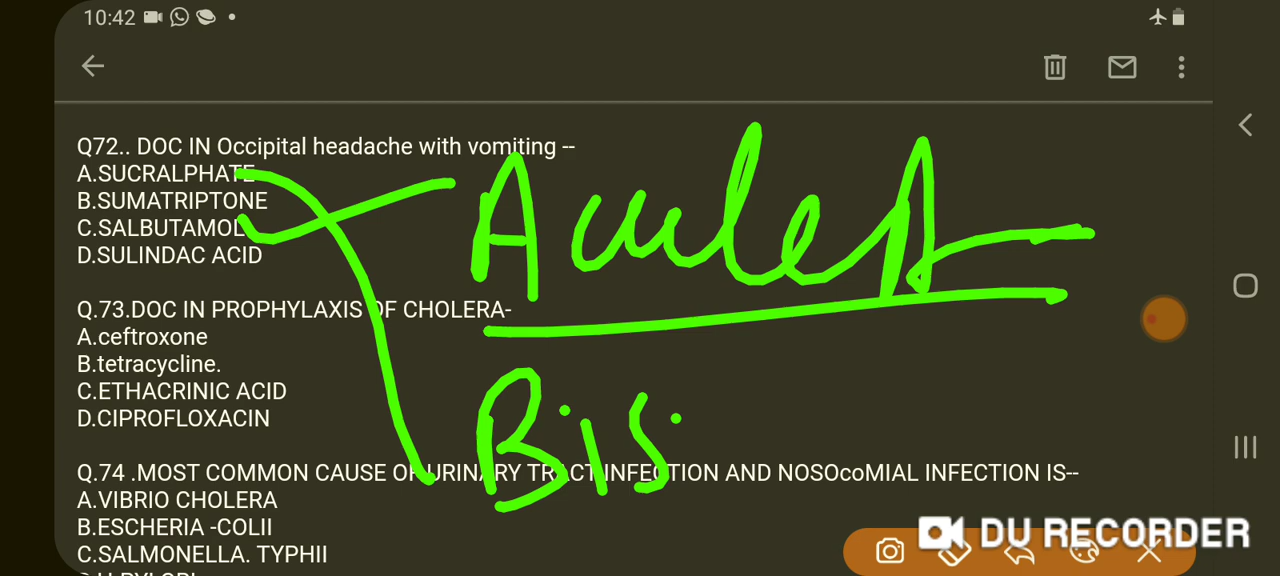 10:42
Q72.. DOC IN Occipital headache with vomiting --
A.SUCRALPHATE
B.SUMATRIPTONE
C.SALBUTAMOL
D.SULINDAC ACID
Q.73.DOC IN PROPHYLAXIS OF CHOLERA-
A.ceftroxone
B.tetracycline.
C.ETHACRINIC ACID
D.CIPROFLOXACIN
Q.74 .MOST COMMON CAUSE OF URINARY TRACT INFECTION AND NOSOcoMIAL INFECTION IS--
A.VIBRIO CHOLERA
B.ESCHERIA -COLII
C.SALMONELLA. TYPHII
Bis
DU RECORDER